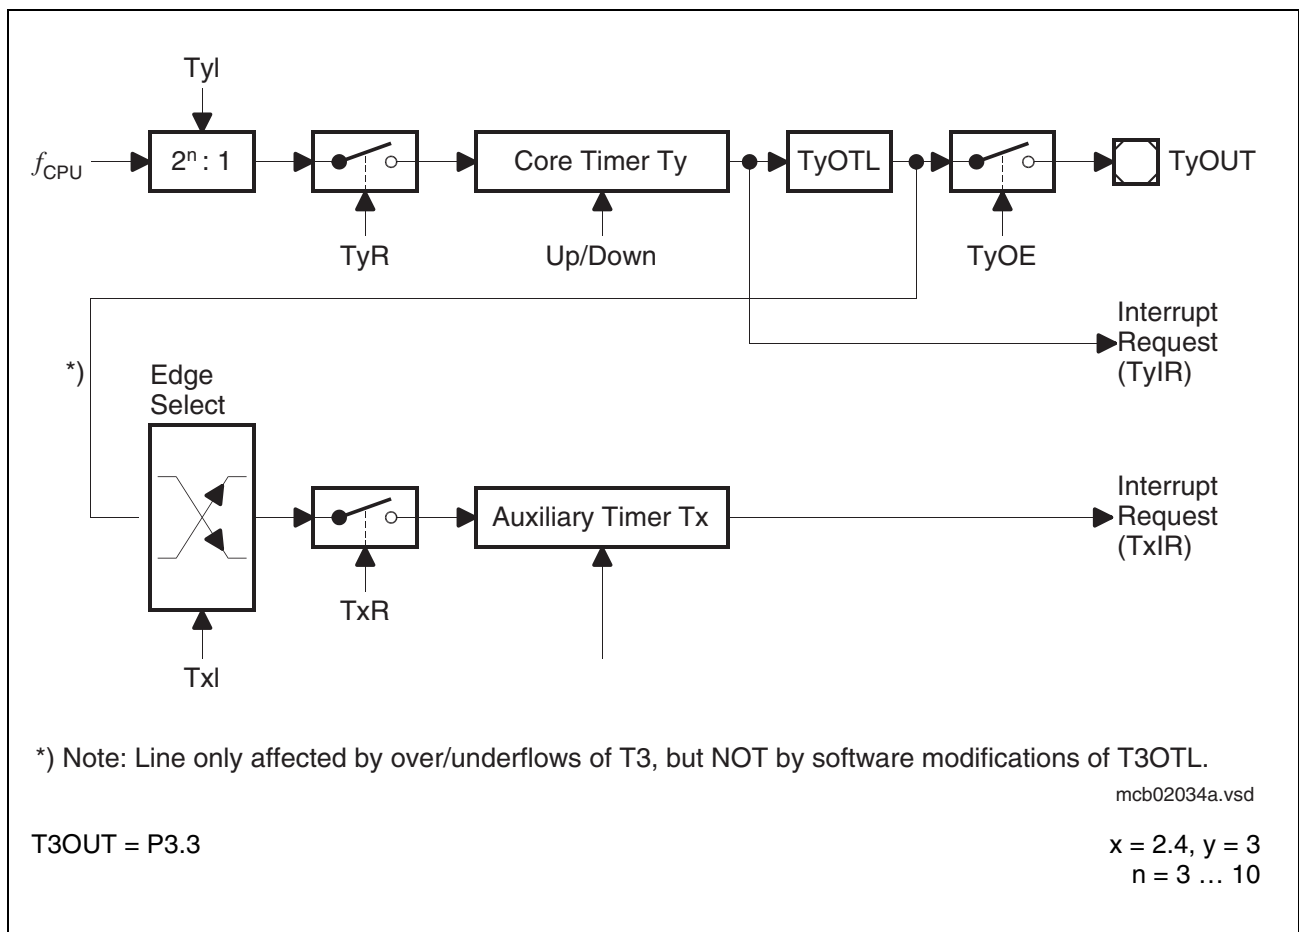 TyI
fCPU
2ⁿ : 1
Core Timer Ty
TyOTL
TyOUT
TyR
Up/Down
TyOE
Interrupt
Request
(TyIR)
*)
Edge
Select
Auxiliary Timer Tx
Interrupt
Request
(TxIR)
TxR
TxI
*) Note: Line only affected by over/underflows of T3, but NOT by software modifications of T3OTL.
mcb02034a.vsd
T3OUT = P3.3
x = 2.4, y = 3
n = 3 … 10